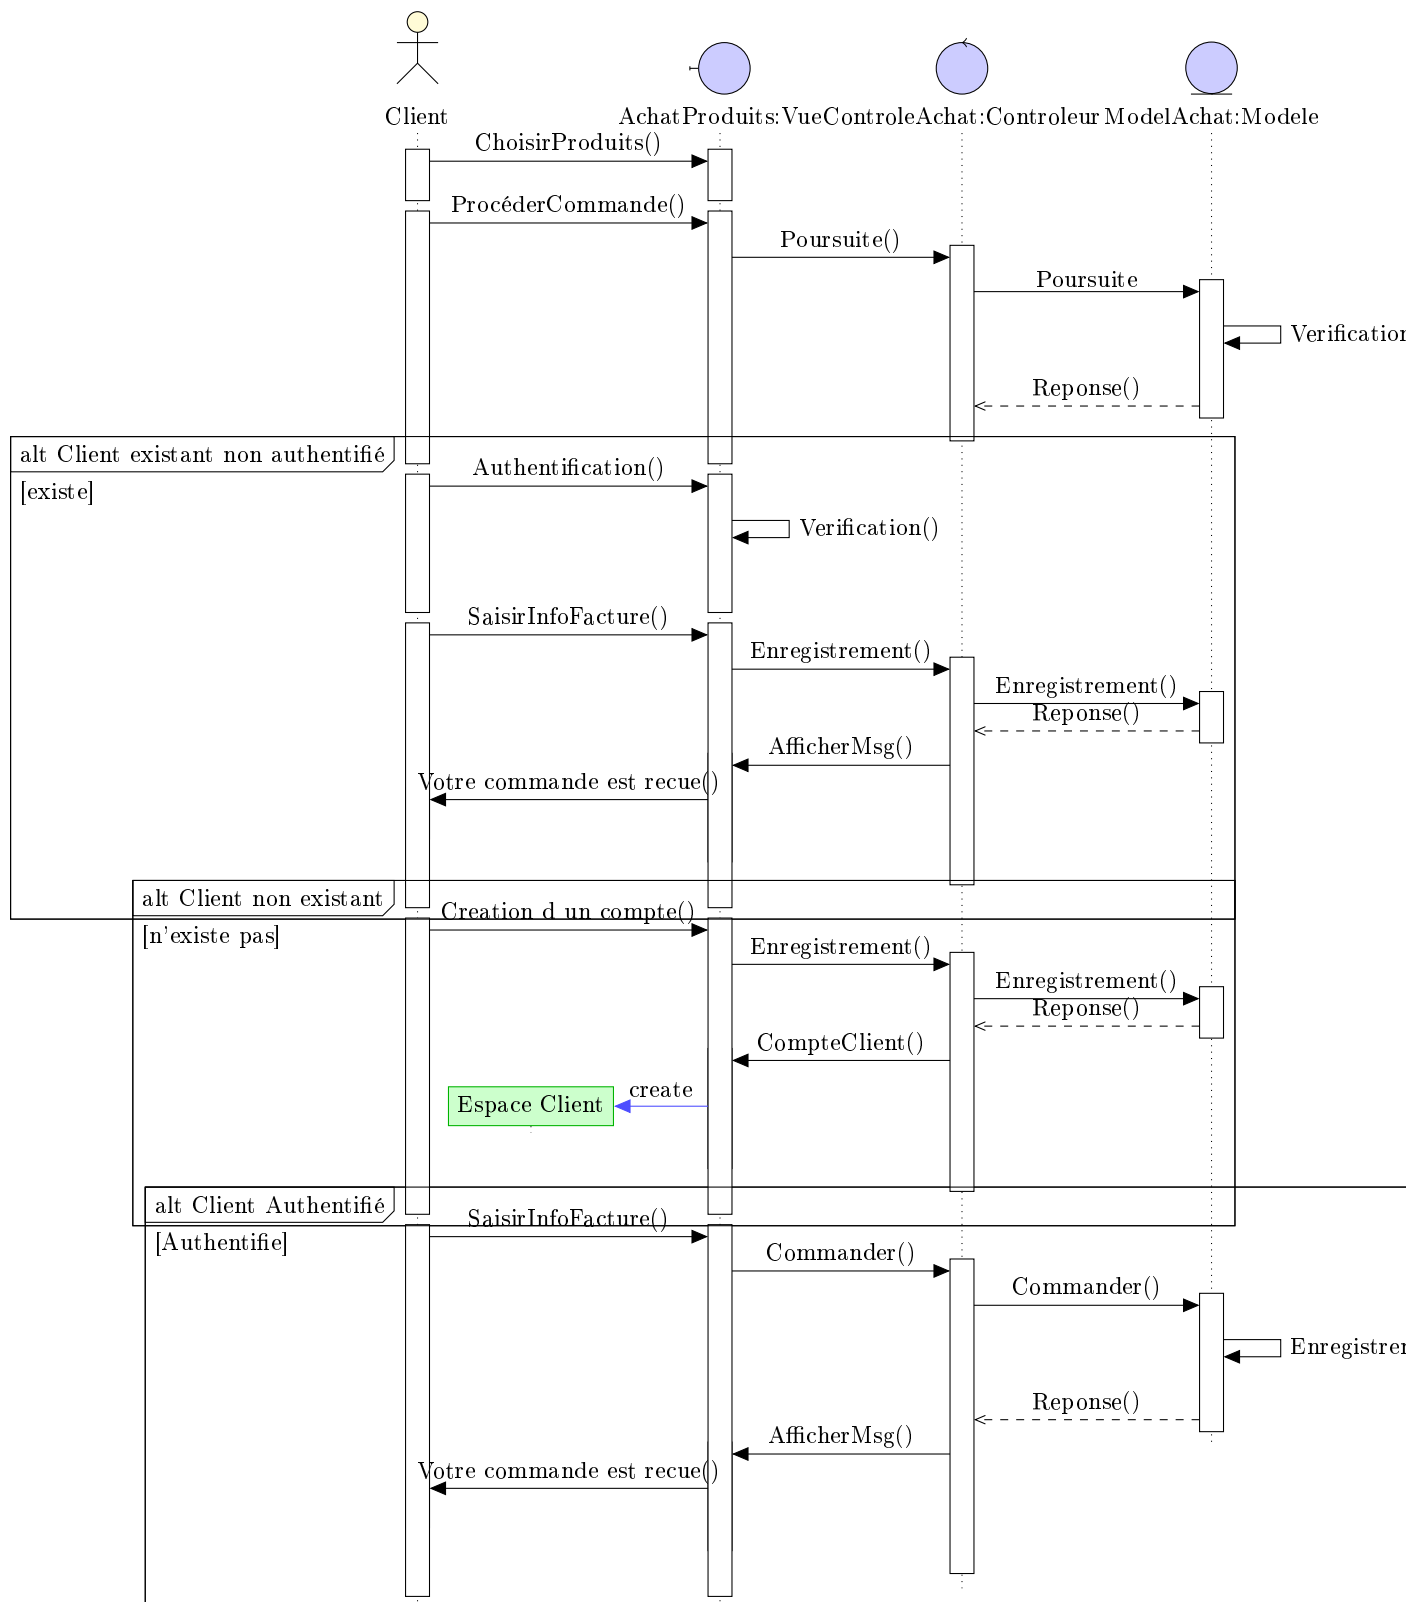 Client
AchatProduits:Vue
ControleAchat:Controleur
ModelAchat:Modele
ChoisirProduits()
ProcéderCommande()
Poursuite()
Poursuite
Verification
Reponse()
alt Client existant non authentifié
[existe]
Authentification()
Verification()
SaisirInfoFacture()
Enregistrement()
Enregistrement()
Reponse()
AfficherMsg()
Votre commande est recue()
alt Client non existant
[n'existe pas]
Creation d un compte()
Enregistrement()
Enregistrement()
Reponse()
CompteClient()
create
Espace Client
alt Client Authentifié
[Authentifie]
SaisirInfoFacture()
Commander()
Commander()
Reponse()
AfficherMsg()
Votre commande est recue()